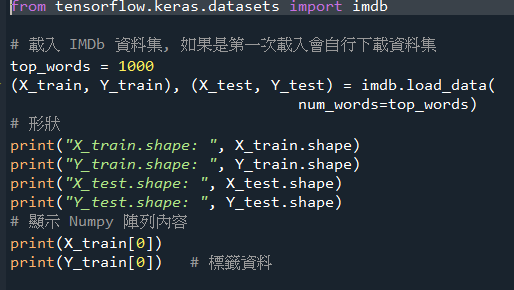 from tensorflow.keras.datasets import imdb
# 載入 IMDb 資料集, 如果是第一次載入會自行下載資料集
top_words = 1000
(X_train, Y_train), (X_test, Y_test) = imdb.load_data(
num_words=top_words)
# 形狀
print("X_train.shape: ", X_train.shape)
print("Y_train.shape: ", Y_train.shape)
print("X_test.shape: ", X_test.shape)
print("Y_test.shape: ", Y_test.shape)
# 顯示 Numpy 陣列內容
print(X_train[0])
print(Y_train[0])   # 標籤資料